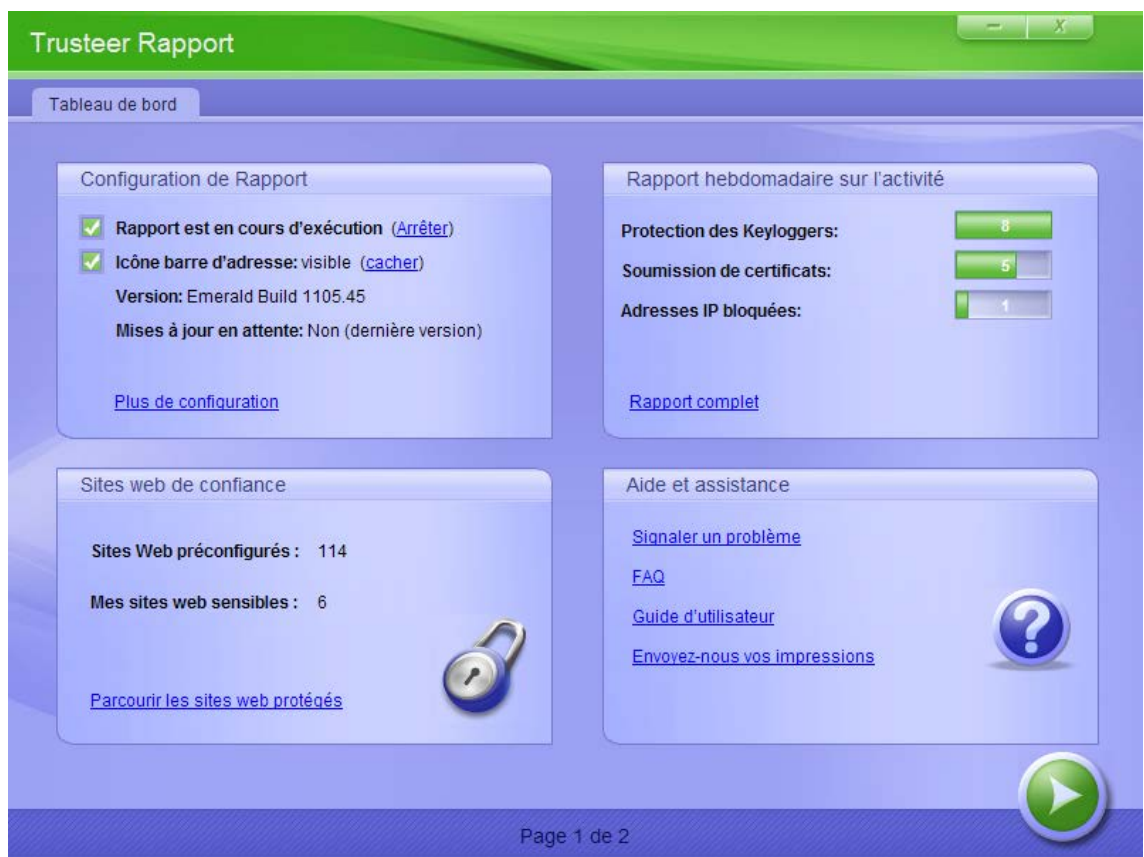 Trusteer Rapport
– X
Tableau de bord
Configuration de Rapport
Rapport est en cours d'exécution (Arrêter)
Icône barre d'adresse: visible (cacher)
Version: Emerald Build 1105.45
Mises à jour en attente: Non (dernière version)
Plus de configuration
Rapport hebdomadaire sur l'activité
Protection des Keyloggers: 8
Soumission de certificats: 5
Adresses IP bloquées: 1
Rapport complet
Sites web de confiance
Sites Web préconfigurés : 114
Mes sites web sensibles : 6
Parcourir les sites web protégés
Aide et assistance
Signaler un problème
FAQ
Guide d'utilisateur
Envoyez-nous vos impressions
?
Page 1 de 2